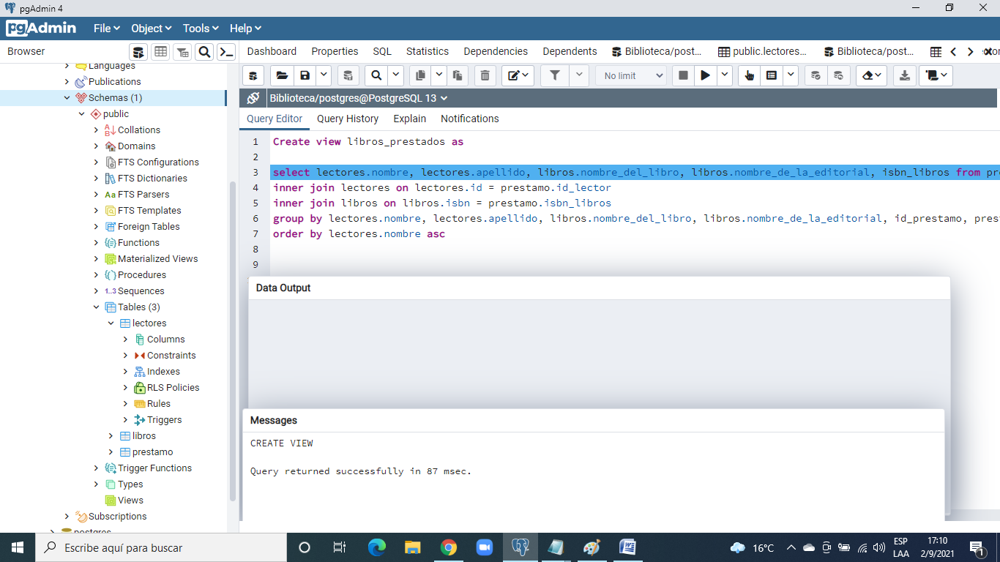 pgAdmin 4
pgAdmin File Object Tools Help
Browser
Dashboard Properties SQL Statistics Dependencies Dependents Biblioteca/post... public.lectores... Biblioteca/post...
Languages
Publications
Schemas (1)
public
Collations
Domains
FTS Configurations
FTS Dictionaries
Aa FTS Parsers
FTS Templates
Foreign Tables
Functions
Materialized Views
Procedures
1..3 Sequences
Tables (3)
lectores
Columns
Constraints
Indexes
RLS Policies
Rules
Triggers
libros
prestamo
Trigger Functions
Types
Views
Subscriptions
postgres
No limit
Biblioteca/postgres@PostgreSQL 13
Query Editor Query History Explain Notifications
1 Create view libros_prestados as
2
3 select lectores.nombre, lectores.apellido, libros.nombre_del_libro, libros.nombre_de_la_editorial, isbn_libros from pre
4 inner join lectores on lectores.id = prestamo.id_lector
5 inner join libros on libros.isbn = prestamo.isbn_libros
6 group by lectores.nombre, lectores.apellido, libros.nombre_del_libro, libros.nombre_de_la_editorial, id_prestamo, pres
7 order by lectores.nombre asc
8
9
Data Output
Messages
CREATE VIEW
Query returned successfully in 87 msec.
Escribe aquí para buscar
16°C
ESP
LAA
17:10
2/9/2021
1